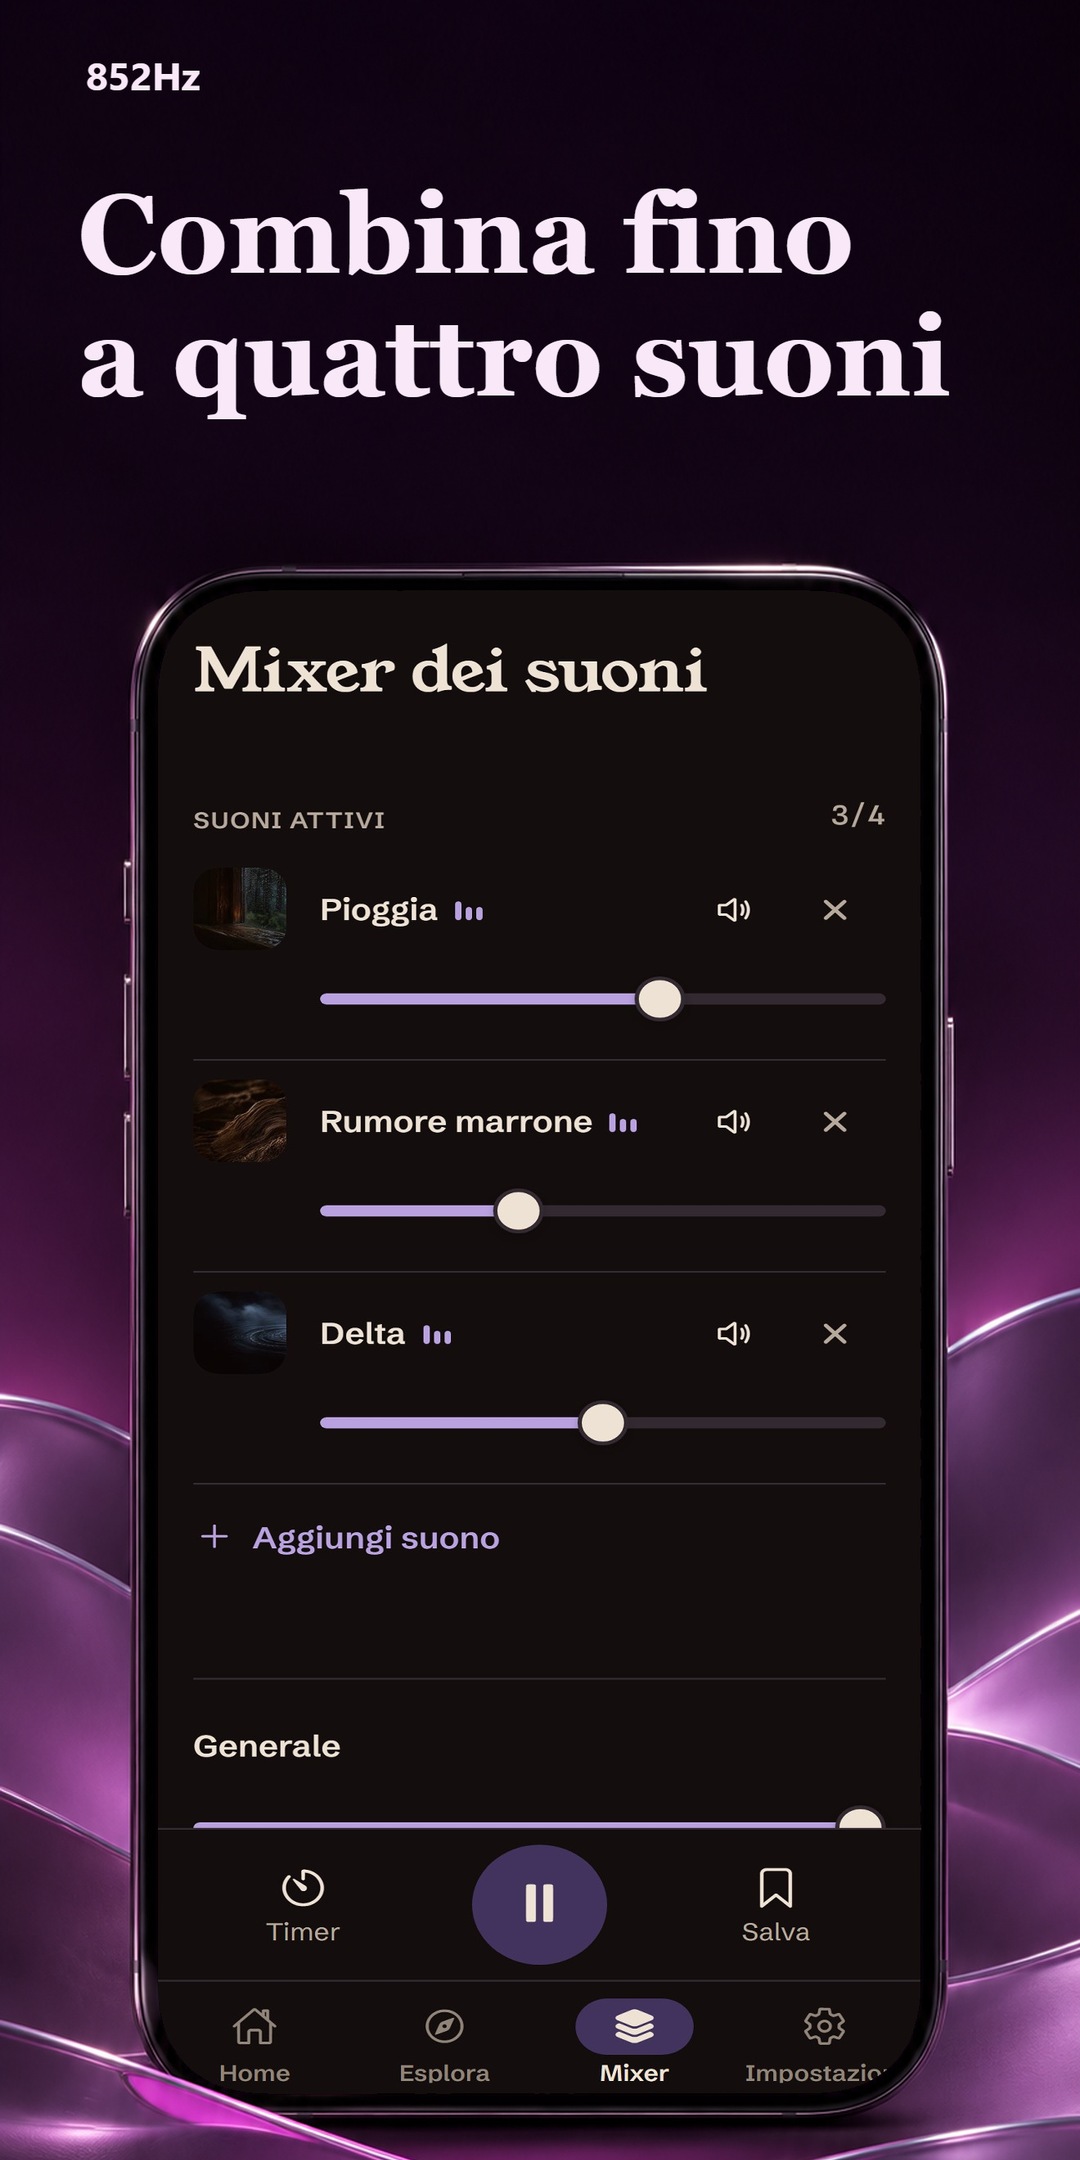 852Hz
Combina fino
a quattro suoni
Mixer dei suoni
SUONI ATTIVI
3/4
Pioggia
Rumore marrone
Delta
Aggiungi suono
Generale
Timer
Salva
Home
Esplora
Mixer
Impostazio